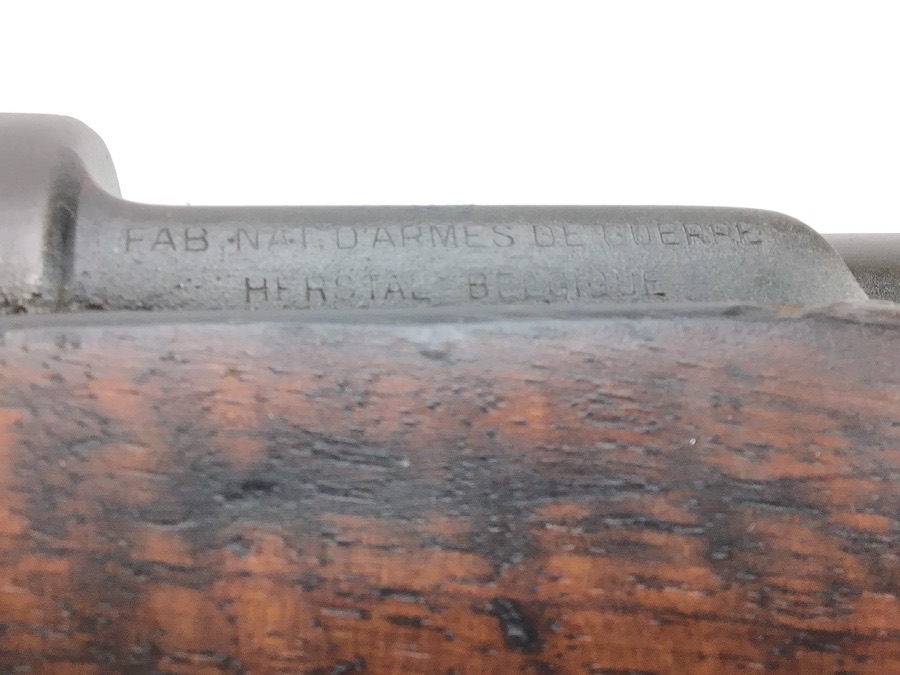 FAB. NAT. D'ARMES DE GUERRE
HERSTAL BELGIQUE